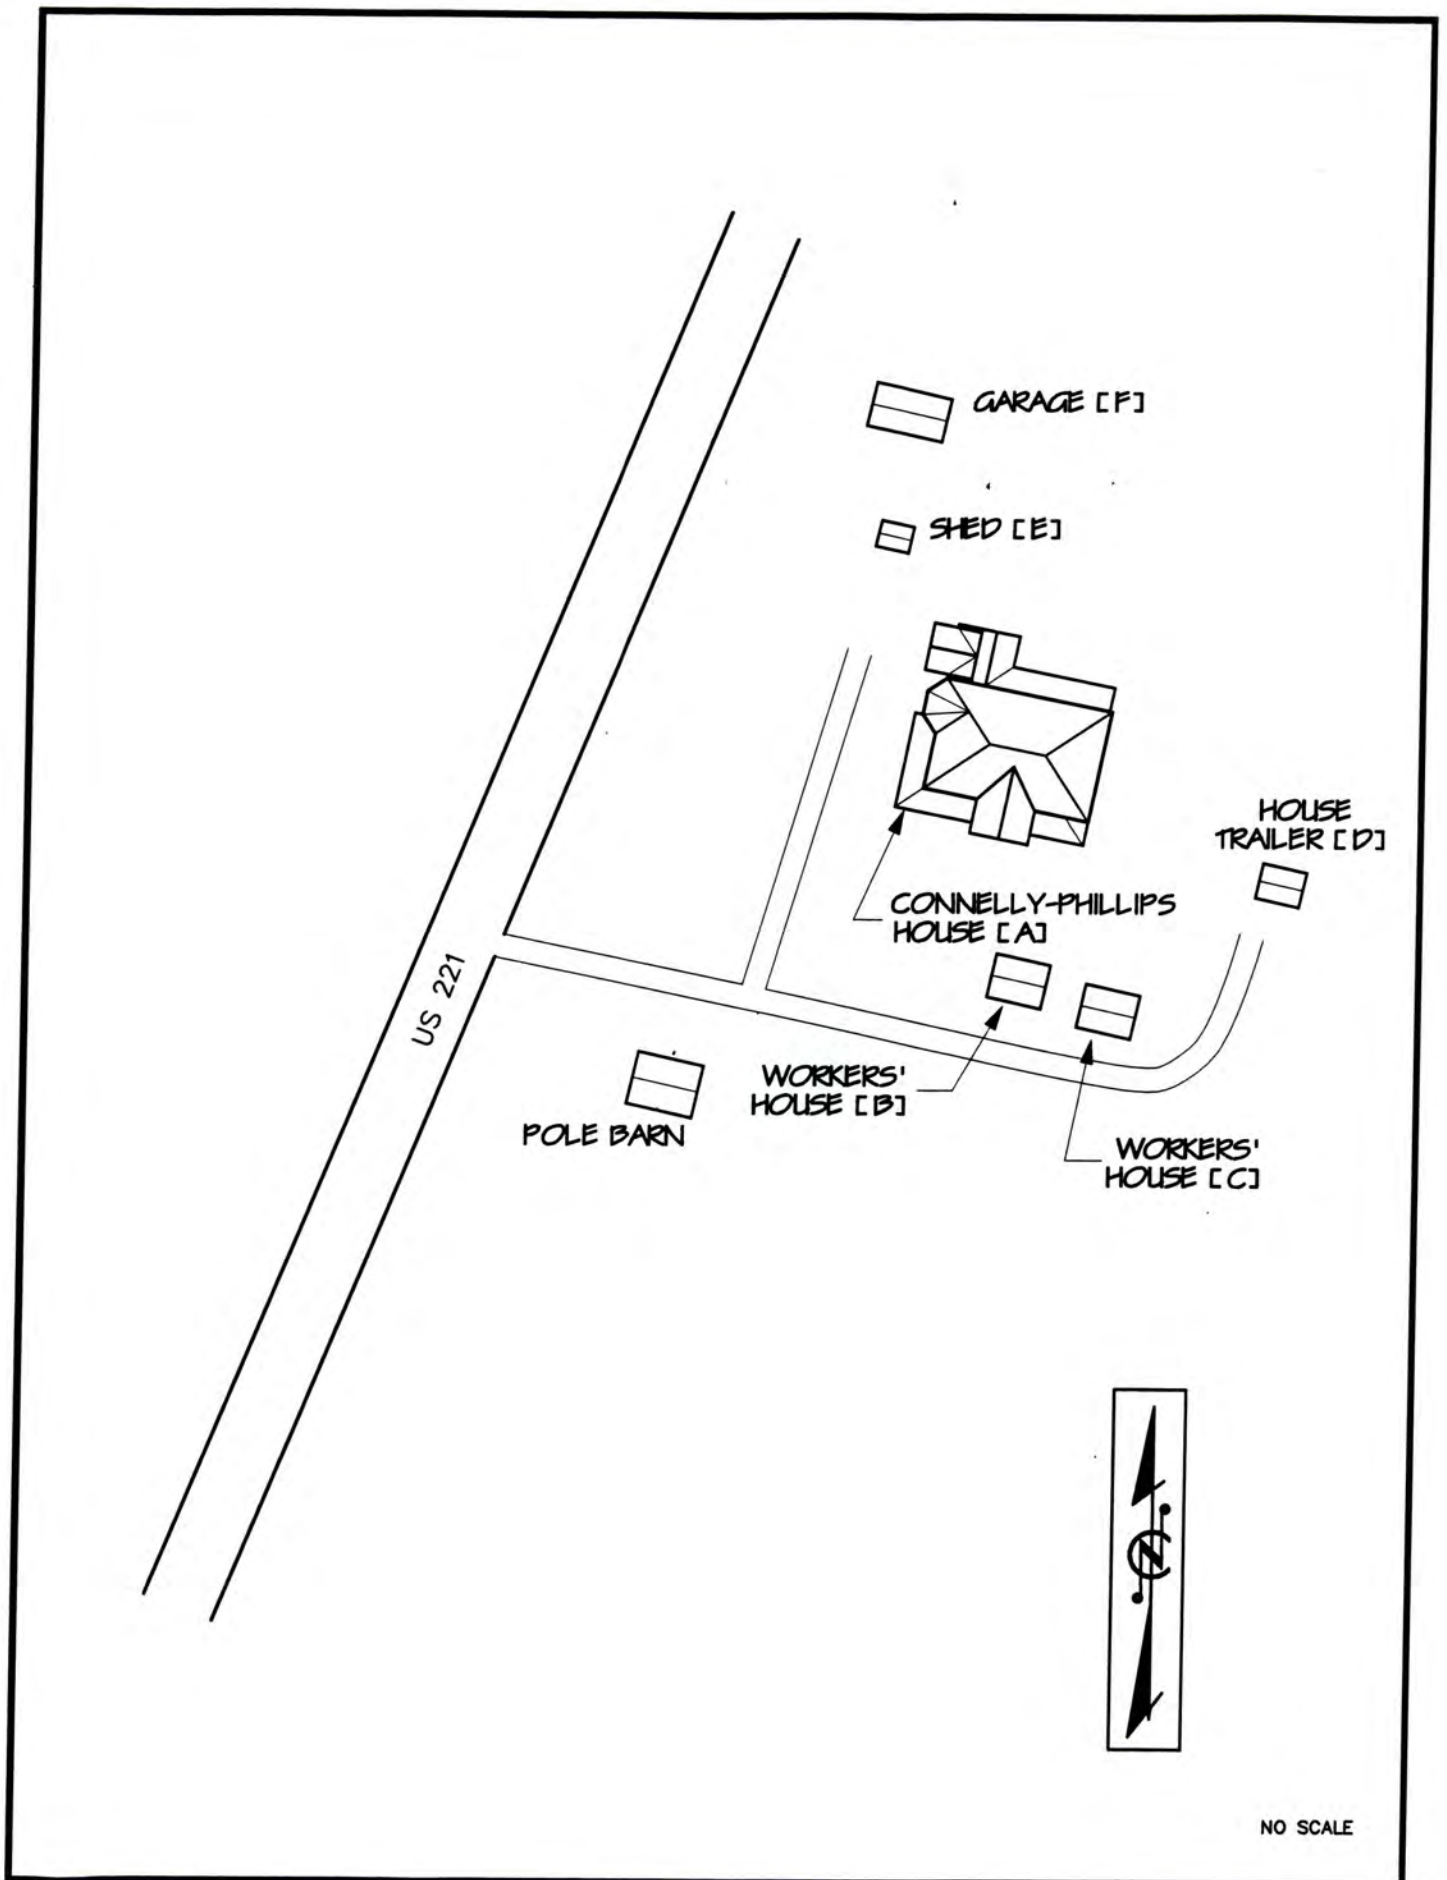 GARAGE [F]
SHED [E]
HOUSE
TRAILER [D]
CONNELLY-PHILLIPS
HOUSE [A]
US 221
WORKERS'
HOUSE [B]
POLE BARN
WORKERS'
HOUSE [C]
N
NO SCALE